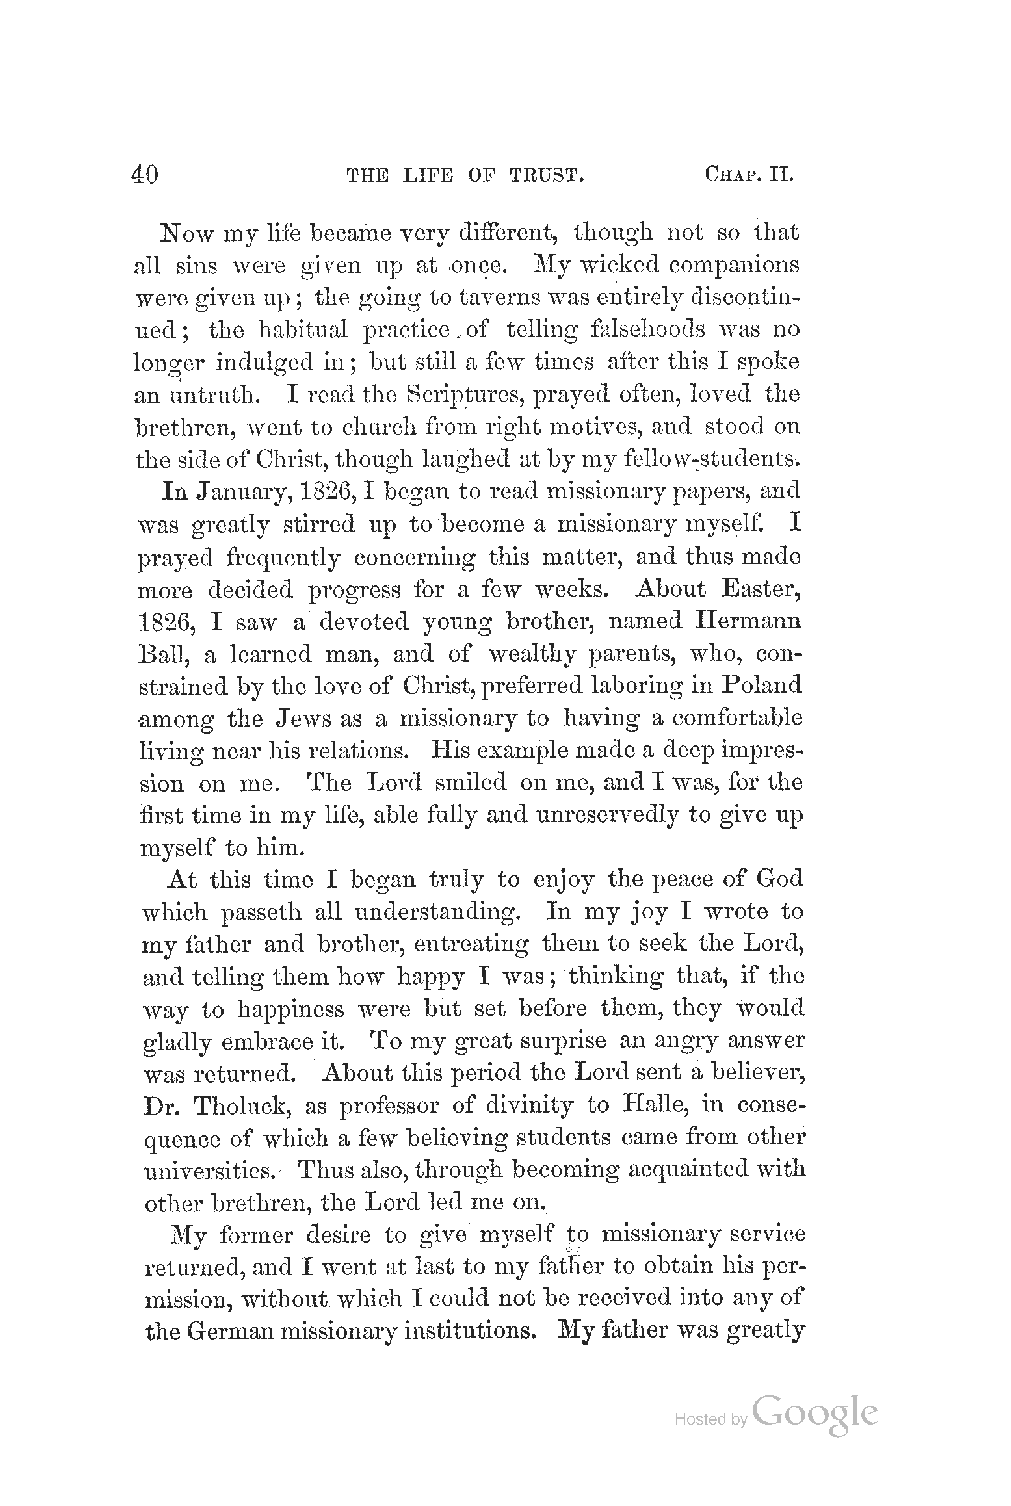 40 THE LIFE OF TRUST. CHAP. II.
Now my life became very different, though not so that
all sins were given up at once. My wicked companions
were given up; the going to taverns was entirely discontin-
ued; the habitual practice of telling falsehoods was no
longer indulged in; but still a few times after this I spoke
an untruth. I read the Scriptures, prayed often, loved the
brethren, went to church from right motives, and stood on
the side of Christ, though laughed at by my fellow-students.
In January, 1826, I began to read missionary papers, and
was greatly stirred up to become a missionary myself. I
prayed frequently concerning this matter, and thus made
more decided progress for a few weeks. About Easter,
1826, I saw a devoted young brother, named Hermann
Ball, a learned man, and of wealthy parents, who, con-
strained by the love of Christ, preferred laboring in Poland
among the Jews as a missionary to having a comfortable
living near his relations. His example made a deep impres-
sion on me. The Lord smiled on me, and I was, for the
first time in my life, able fully and unreservedly to give up
myself to him.
At this time I began truly to enjoy the peace of God
which passeth all understanding. In my joy I wrote to
my father and brother, entreating them to seek the Lord,
and telling them how happy I was; thinking that, if the
way to happiness were but set before them, they would
gladly embrace it. To my great surprise an angry answer
was returned. About this period the Lord sent a believer,
Dr. Tholuck, as professor of divinity to Halle, in conse-
quence of which a few believing students came from other
universities. Thus also, through becoming acquainted with
other brethren, the Lord led me on.
My former desire to give myself to missionary service
returned, and I went at last to my father to obtain his per-
mission, without which I could not be received into any of
the German missionary institutions. My father was greatly
Hosted by Google